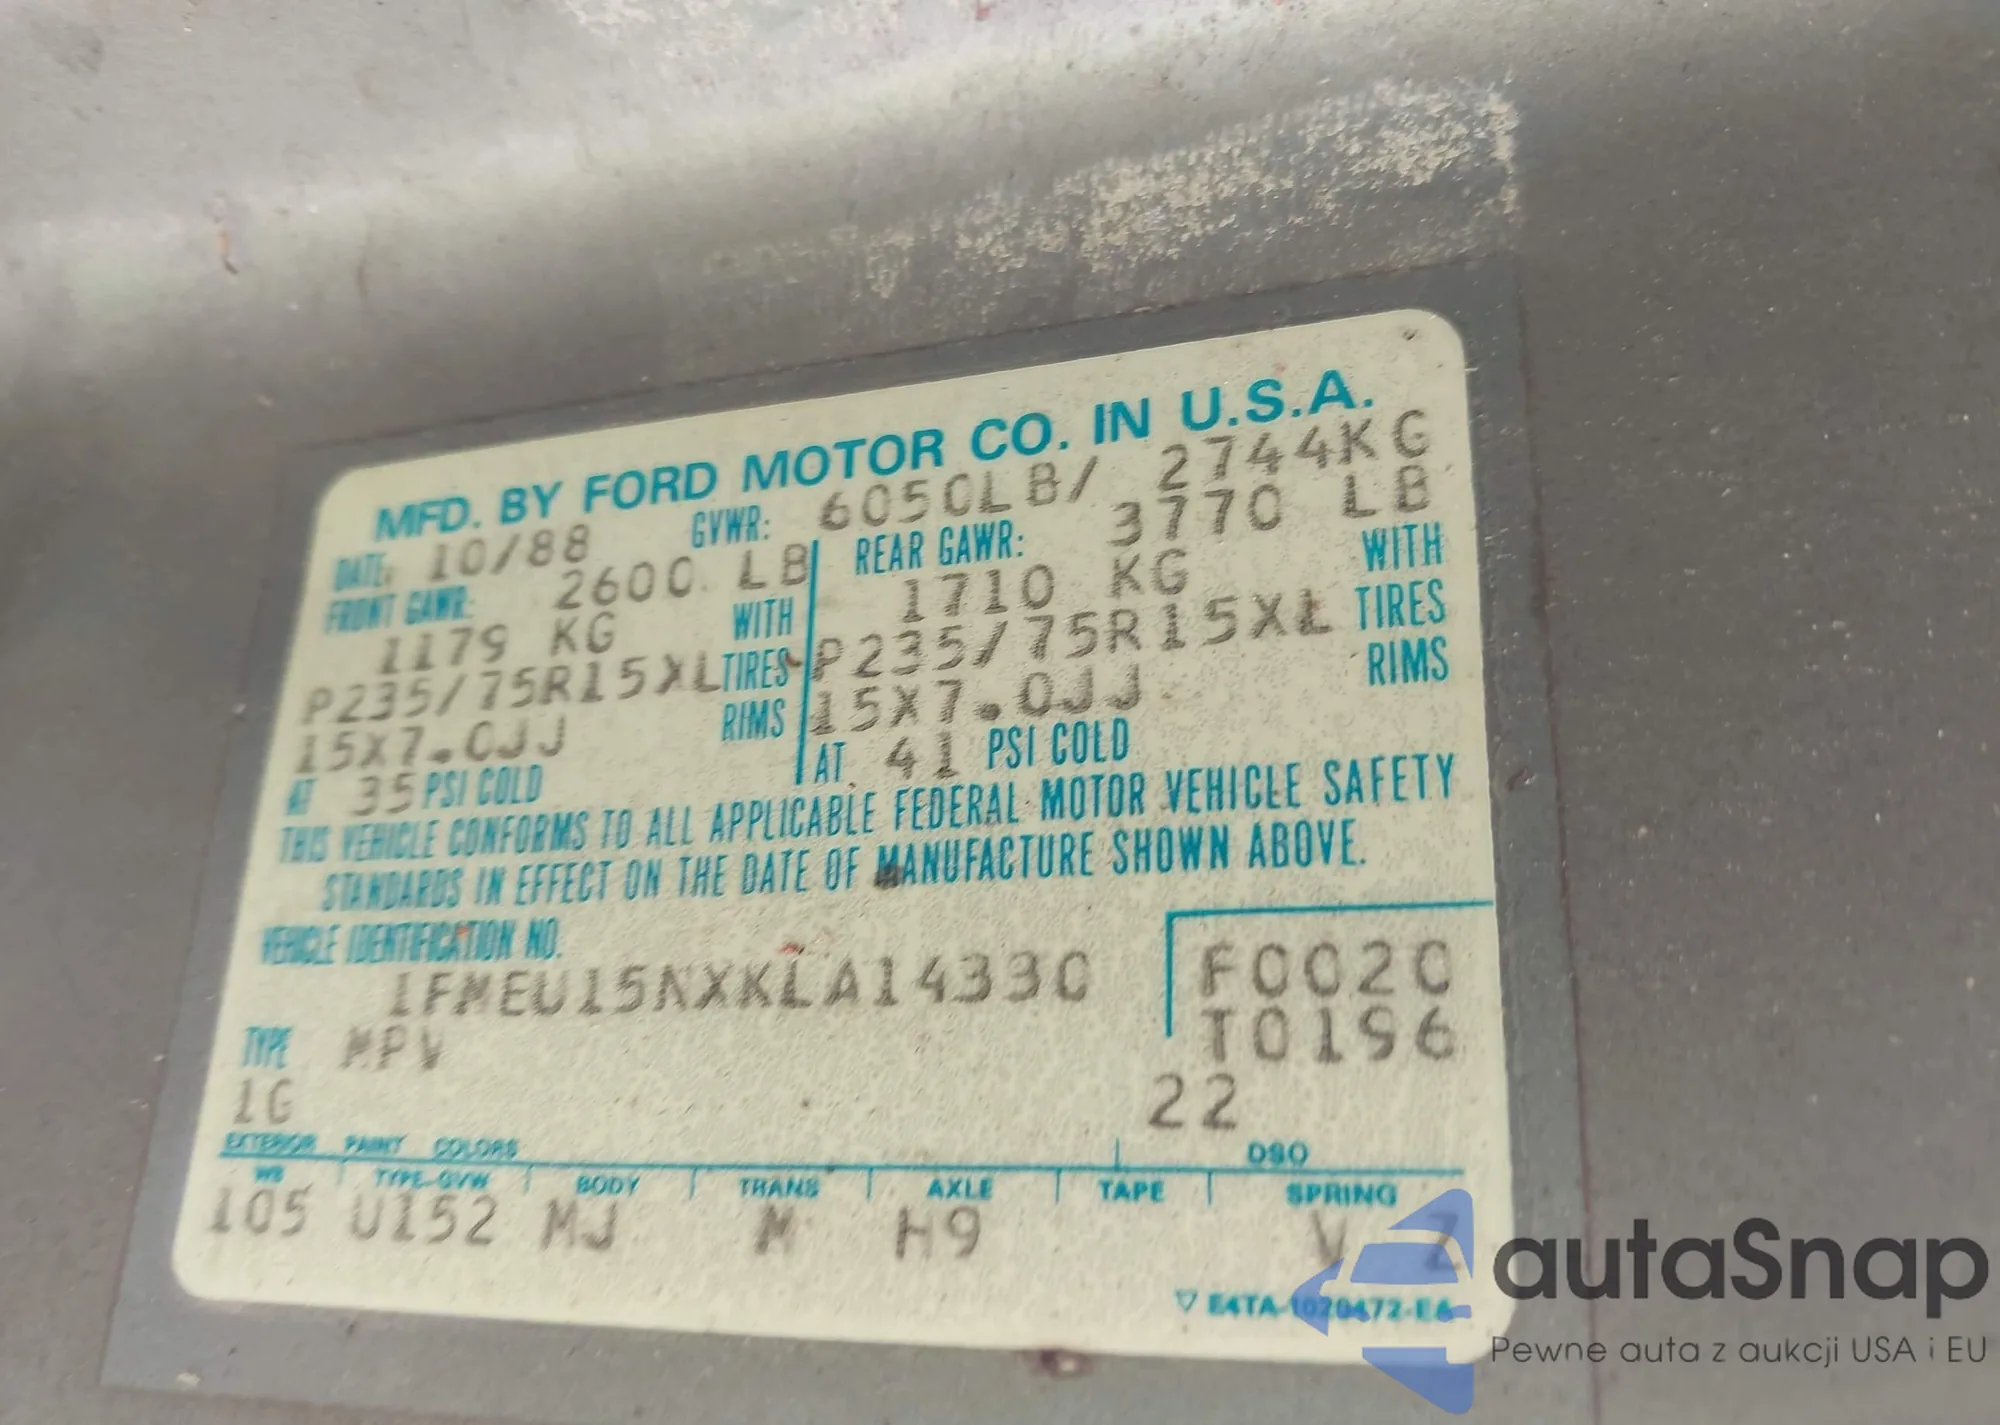 MFD. BY FORD MOTOR CO. IN U.S.A.
DATE: 10/88 GVWR: 6050LB/ 2744KG
FRONT GAWR: 2600 LB REAR GAWR: 3770 LB
1179 KG WITH 1710 KG WITH
P235/75R15XL TIRES P235/75R15XL TIRES
15X7.0JJ RIMS 15X7.0JJ RIMS
AT 35 PSI COLD AT 41 PSI COLD
THIS VEHICLE CONFORMS TO ALL APPLICABLE FEDERAL MOTOR VEHICLE SAFETY
STANDARDS IN EFFECT ON THE DATE OF MANUFACTURE SHOWN ABOVE.
VEHICLE IDENTIFICATION NO.
1FMEU15NXKLA14330 F0020
TYPE MPV T0196
1G 22
EXTERIOR PAINT COLORS DSO
WB TYPE-GVW BODY TRANS AXLE TAPE SPRING
105 U152 MJ M H9 V Z
E4TA-1020472-EA
autaSnap
Pewne auta z aukcji USA i EU